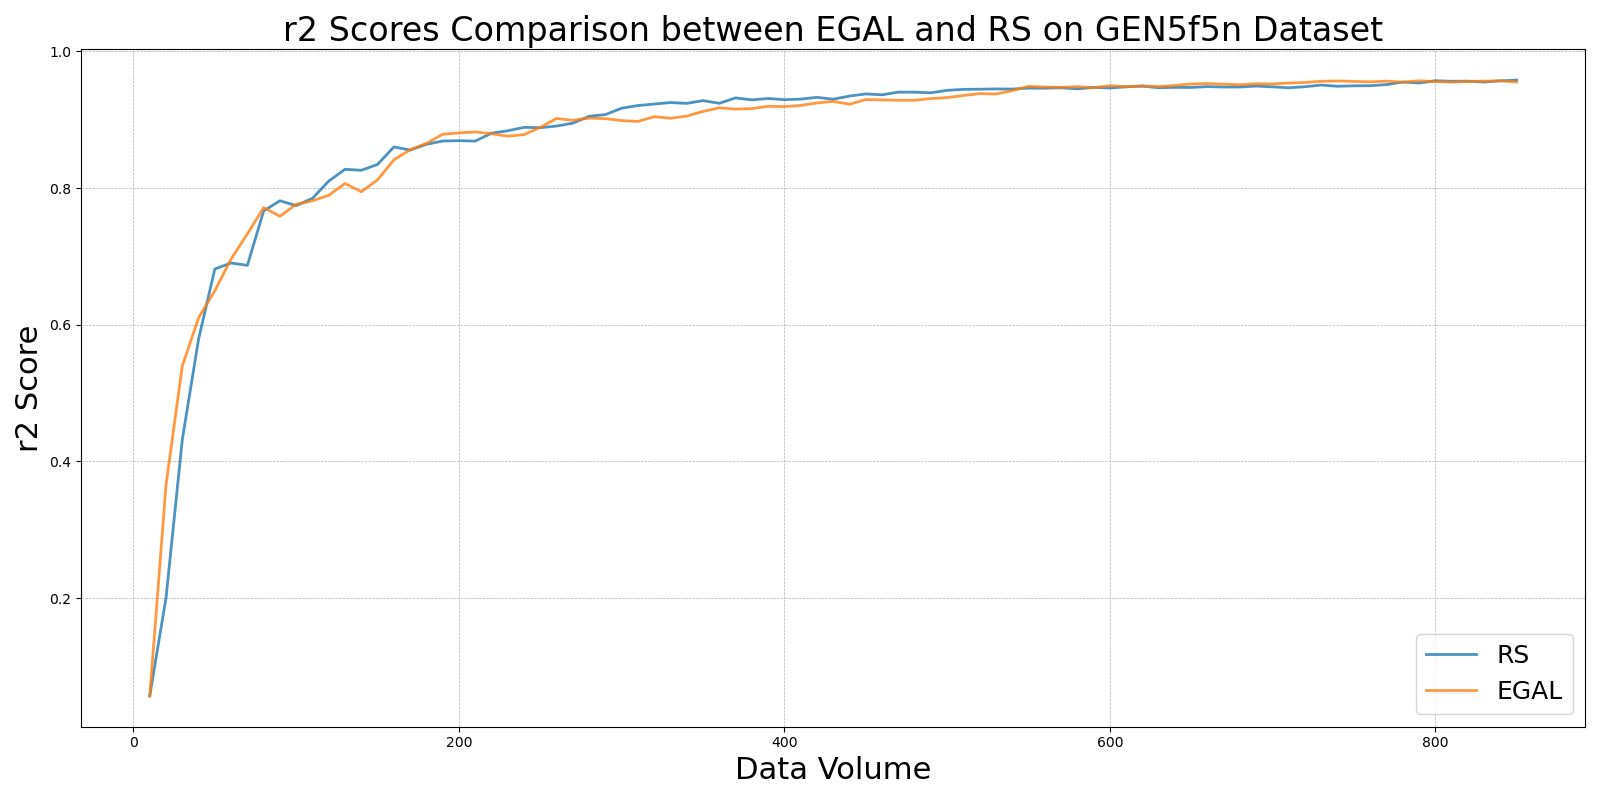 r2 Scores Comparison between EGAL and RS on GEN5f5n Dataset
1.0
0.8
0.6
0.4
0.2
r2 Score
RS
EGAL
0 200 400 600 800
Data Volume